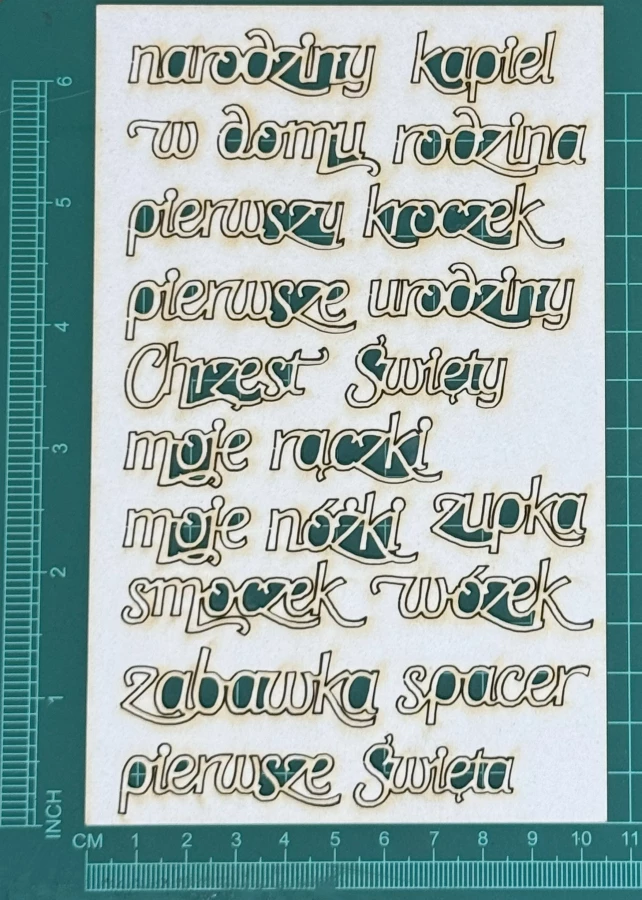 narodziny kąpiel
w domu rodzina
pierwszy kroczek
pierwsze urodziny
Chrzest Święty
moje rączki
moje nóżki zupka
smoczek wózek
zabawka spacer
pierwsze Święta
6
5
4
3
2
1
INCH
CM 1 2 3 4 5 6 7 8 9 10 11